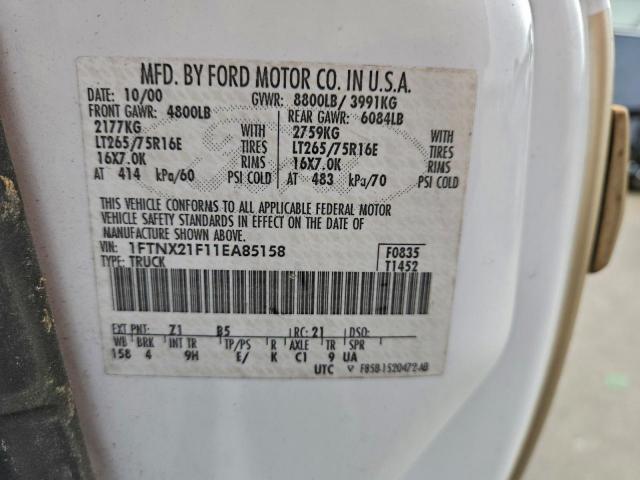 MFD. BY FORD MOTOR CO. IN U.S.A.
DATE: 10/00 GVWR: 8800LB/ 3991KG
FRONT GAWR: 4800LB REAR GAWR: 6084LB
2177KG WITH 2759KG WITH
LT265/75R16E TIRES LT265/75R16E TIRES
16X7.0K RIMS 16X7.0K RIMS
AT 414 kPa/60 PSI COLD AT 483 kPa/70 PSI COLD
THIS VEHICLE CONFORMS TO ALL APPLICABLE FEDERAL MOTOR
VEHICLE SAFETY STANDARDS IN EFFECT ON THE DATE OF
MANUFACTURE SHOWN ABOVE.
VIN: 1FTNX21F11EA85158 F0835
TYPE: TRUCK T1452
EXT PNT: Z1 B5 RC: 21 DSO:
WB BRK INT TR TP/PS R AXLE TR SPR
158 4 9H E/ K C1 9 UA
UTC F85B-1520472-AB